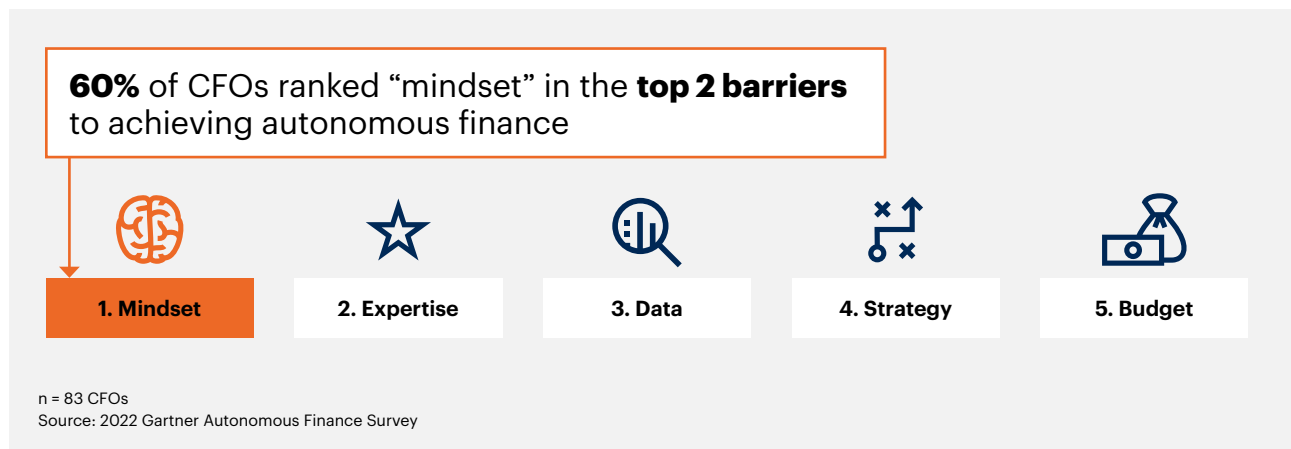 60% of CFOs ranked “mindset” in the top 2 barriers
to achieving autonomous finance
1. Mindset
2. Expertise
3. Data
4. Strategy
5. Budget
n = 83 CFOs
Source: 2022 Gartner Autonomous Finance Survey